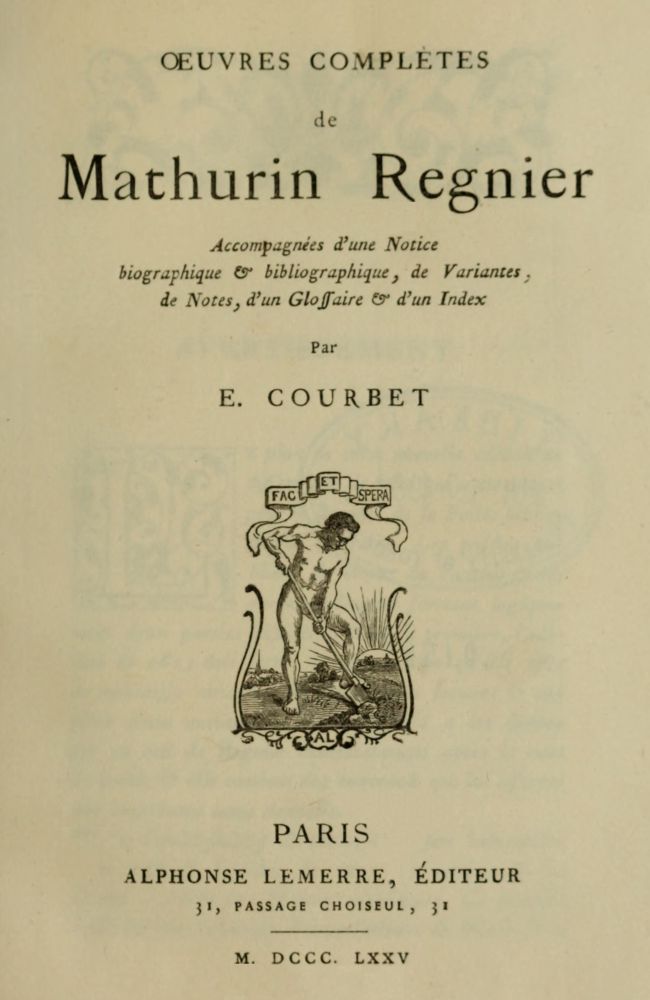 ŒUVRES COMPLÈTES
de
Mathurin Regnier
Accompagnées d'une Notice
biographique & bibliographique, de Variantes,
de Notes, d'un Gloſſaire & d'un Index
Par
E. COURBET
FAC ET SPERA
AL
PARIS
ALPHONSE LEMERRE, ÉDITEUR
31, PASSAGE CHOISEUL, 31
M. DCCC. LXXV